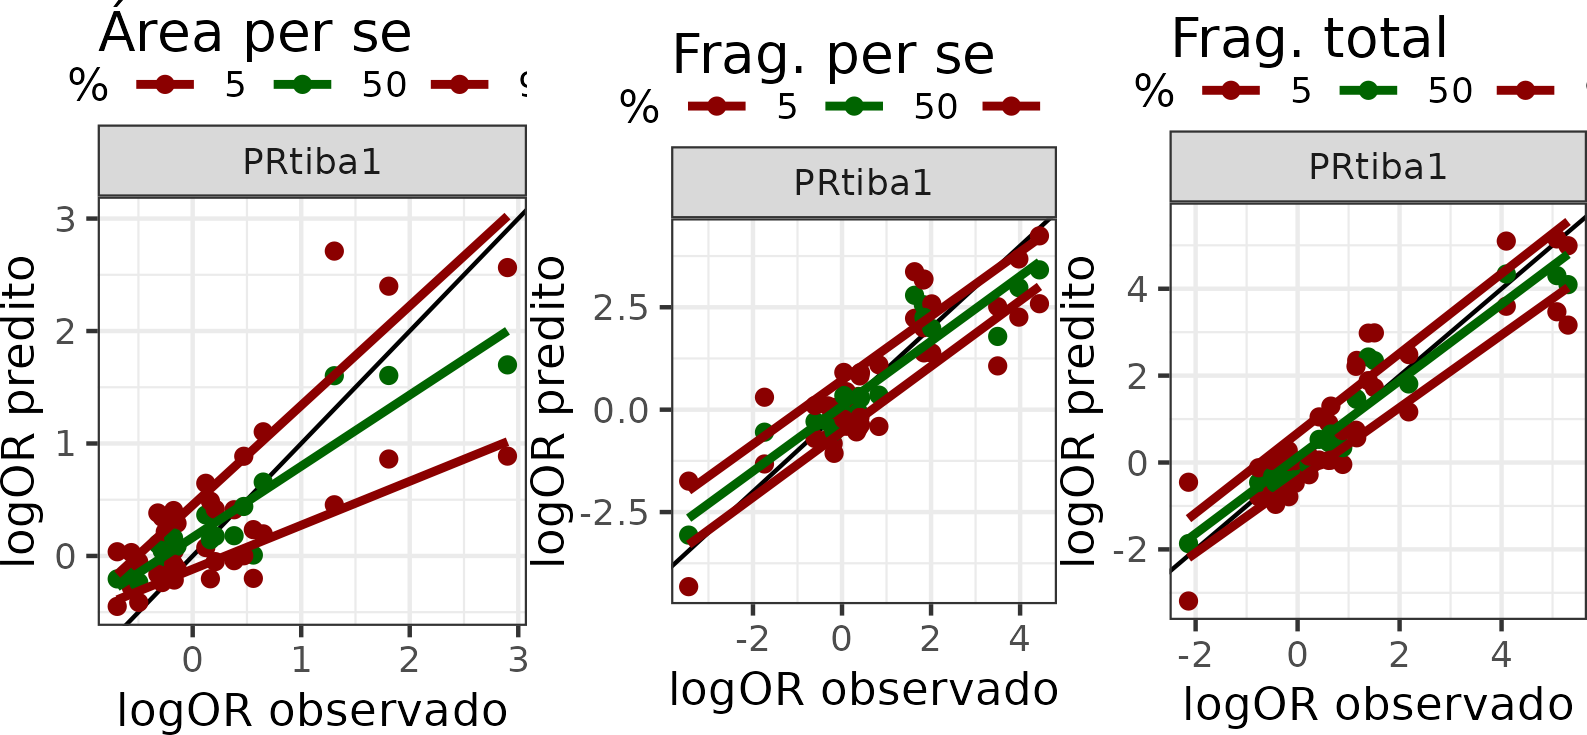 Área per se
% 5 50
PRtiba1
3
2
1
0
logOR predito
0 1 2 3
logOR observado
Frag. per se
% 5 50
PRtiba1
2.5
0.0
-2.5
logOR predito
-2 0 2 4
logOR observado
Frag. total
% 5 50
PRtiba1
4
2
0
-2
logOR predito
-2 0 2 4
logOR observado